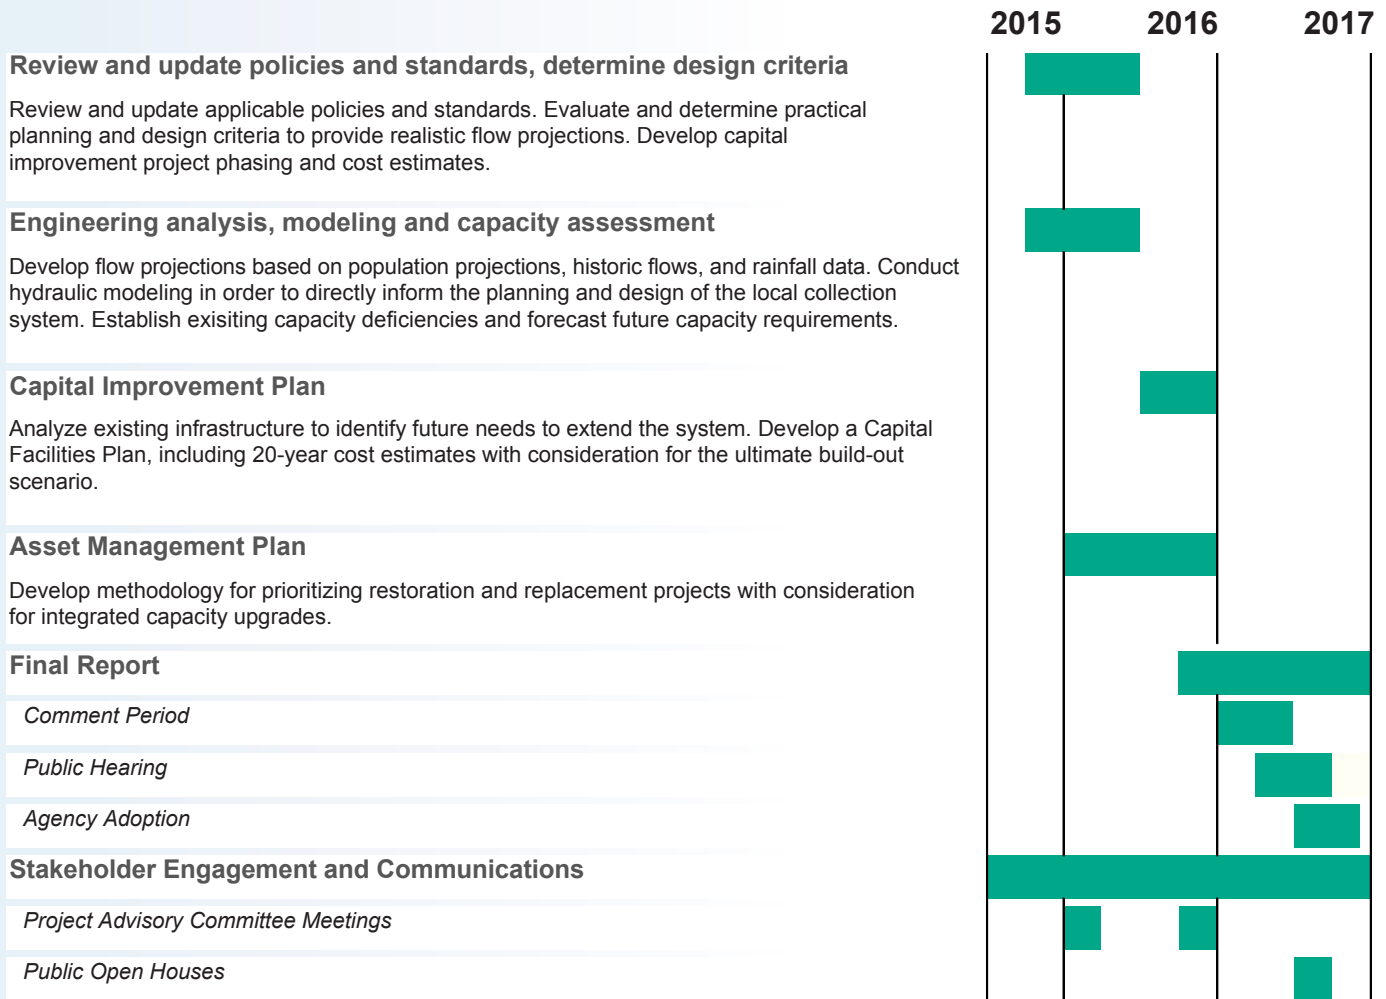 2015 2016 2017
Review and update policies and standards, determine design criteria
Review and update applicable policies and standards. Evaluate and determine practical
planning and design criteria to provide realistic flow projections. Develop capital
improvement project phasing and cost estimates.
Engineering analysis, modeling and capacity assessment
Develop flow projections based on population projections, historic flows, and rainfall data. Conduct
hydraulic modeling in order to directly inform the planning and design of the local collection
system. Establish exisiting capacity deficiencies and forecast future capacity requirements.
Capital Improvement Plan
Analyze existing infrastructure to identify future needs to extend the system. Develop a Capital
Facilities Plan, including 20-year cost estimates with consideration for the ultimate build-out
scenario.
Asset Management Plan
Develop methodology for prioritizing restoration and replacement projects with consideration
for integrated capacity upgrades.
Final Report
Comment Period
Public Hearing
Agency Adoption
Stakeholder Engagement and Communications
Project Advisory Committee Meetings
Public Open Houses